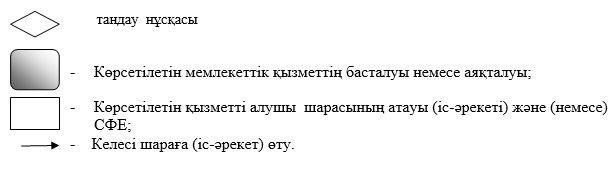 таңдау нұсқасы
- Көрсетілетін мемлекеттік қызметтің басталуы немесе аяқталуы;
- Көрсетілетін қызметті алушы шарасының атауы (іс-әрекеті) және (немесе)
СФЕ;
- Келесі шараға (іс-әрекет) өту.